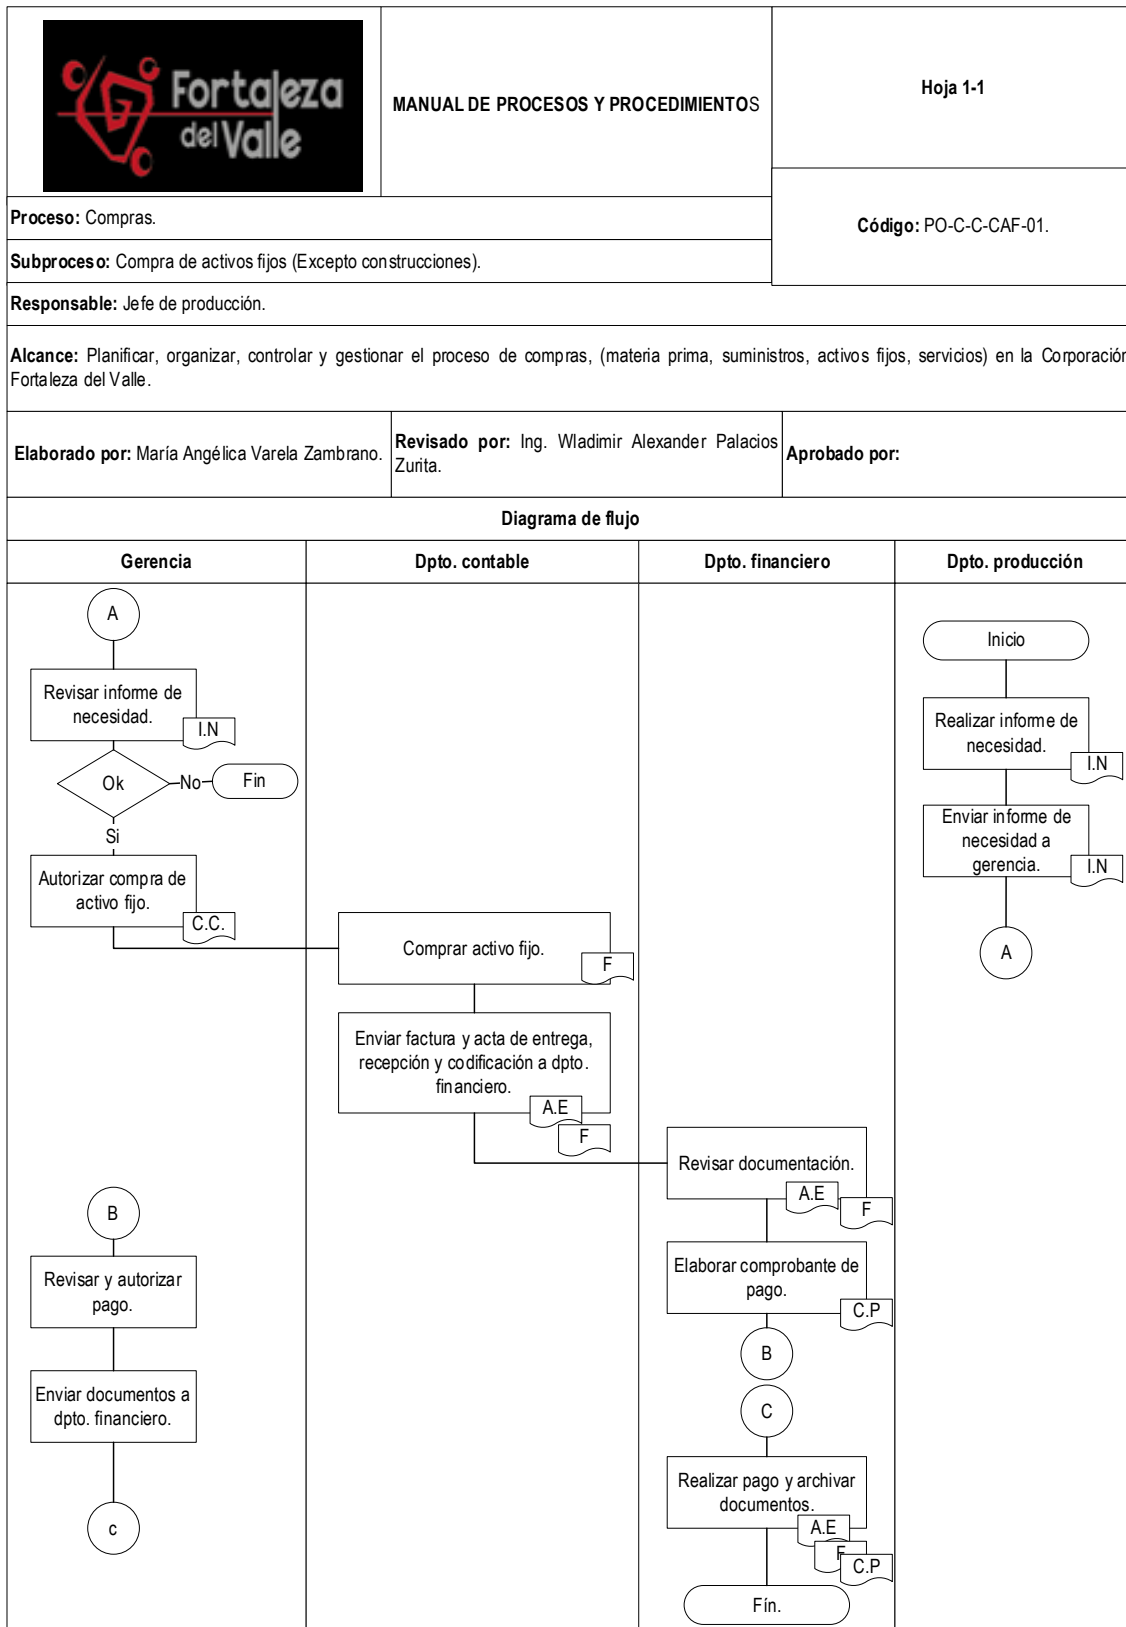 Fortaleza
del Valle
MANUAL DE PROCESOS Y PROCEDIMIENTOS
Hoja 1-1
Proceso: Compras.
Código: PO-C-C-CAF-01.
Subproceso: Compra de activos fijos (Excepto construcciones).
Responsable: Jefe de producción.
Alcance: Planificar, organizar, controlar y gestionar el proceso de compras, (materia prima, suministros, activos fijos, servicios) en la Corporación
Fortaleza del Valle.
Elaborado por: María Angélica Varela Zambrano.
Revisado por: Ing. Wladimir Alexander Palacios
Zurita.
Aprobado por:
Diagrama de flujo
Gerencia
Dpto. contable
Dpto. financiero
Dpto. producción
A
Revisar informe de
necesidad.
I.N
Ok
No
Fin
Si
Autorizar compra de
activo fijo.
C.C.
B
Revisar y autorizar
pago.
Enviar documentos a
dpto. financiero.
c
Comprar activo fijo.
F
Enviar factura y acta de entrega,
recepción y codificación a dpto.
financiero.
A.E
F
Revisar documentación.
A.E
F
Elaborar comprobante de
pago.
C.P
B
C
Realizar pago y archivar
documentos.
A.E
F
C.P
Fín.
Inicio
Realizar informe de
necesidad.
I.N
Enviar informe de
necesidad a
gerencia.
I.N
A